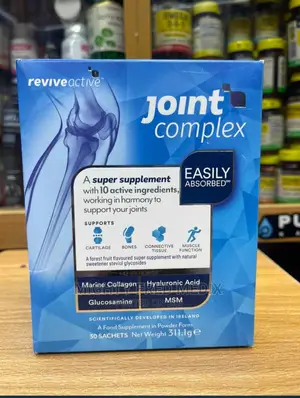 reviveactive
joint
complex
A super supplement
with 10 active ingredients,
working in harmony to
support your joints
EASILY
ABSORBED™
SUPPORTS
CARTILAGE
BONES
CONNECTIVE
TISSUE
MUSCLE
FUNCTION
A forest fruit flavoured super supplement with natural
sweetener steviol glycosides
Marine Collagen
Hyaluronic Acid
Glucosamine
MSM
SCIENTIFICALLY DEVELOPED IN IRELAND
A Food Supplement in Powder Form
30 SACHETS Net Weight 311.1g e